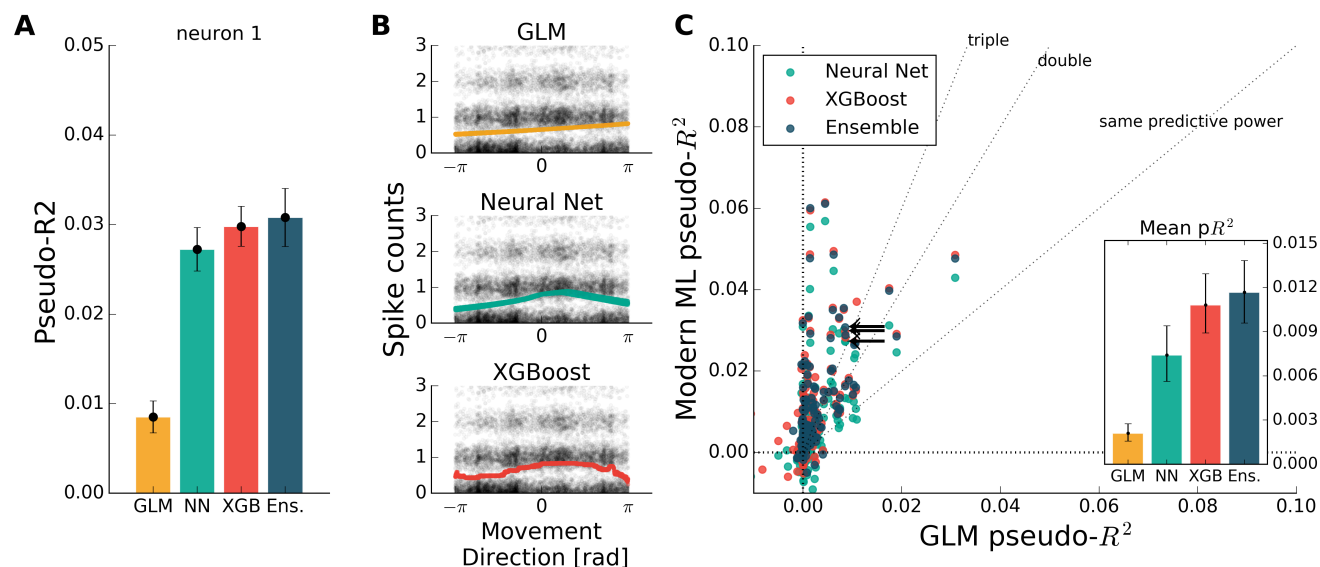 A
neuron 1
Pseudo-R2
0.05
0.04
0.03
0.02
0.01
0.00
GLM NN XGB Ens.
B
Spike counts
GLM
3
2
1
0
−π 0 π
Neural Net
3
2
1
0
−π 0 π
XGBoost
3
2
1
0
−π 0 π
Movement
Direction [rad]
C
Modern ML pseudo-R²
0.10
0.08
0.06
0.04
0.02
0.00
Neural Net
XGBoost
Ensemble
triple
double
same predictive power
Mean pR²
0.015
0.012
0.009
0.006
0.003
0.000
GLM NN XGB Ens.
0.00 0.02 0.04 0.06 0.08 0.10
GLM pseudo-R²